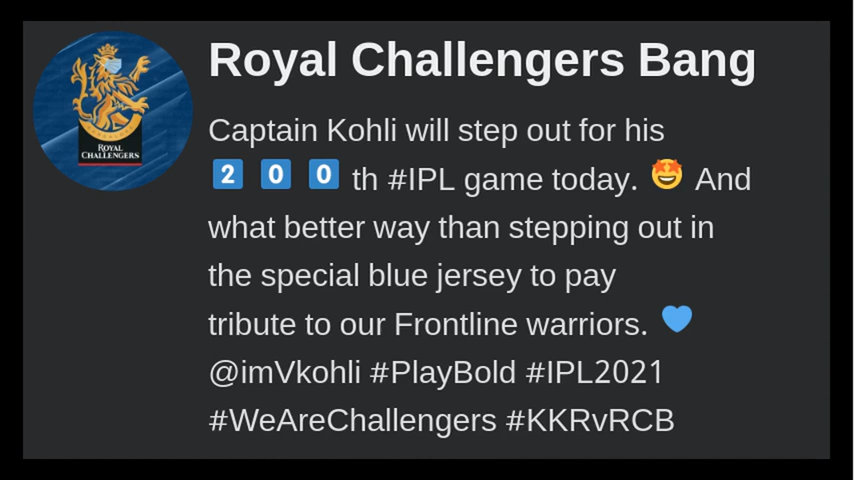 ROYAL
CHALLENGERS
Royal Challengers Bang
Captain Kohli will step out for his
2️⃣ 0️⃣ 0️⃣ th #IPL game today. 🤩 And
what better way than stepping out in
the special blue jersey to pay
tribute to our Frontline warriors. 💙
@imVkohli #PlayBold #IPL2021
#WeAreChallengers #KKRvRCB